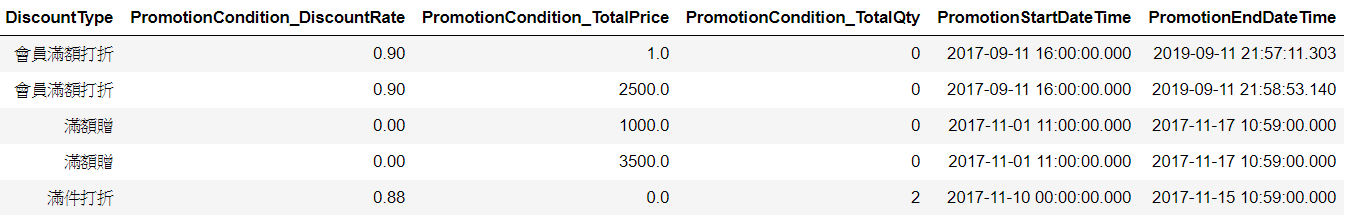 DiscountType PromotionCondition_DiscountRate PromotionCondition_TotalPrice PromotionCondition_TotalQty PromotionStartDateTime PromotionEndDateTime
會員滿額打折 0.90 1.0 0 2017-09-11 16:00:00.000 2019-09-11 21:57:11.303
會員滿額打折 0.90 2500.0 0 2017-09-11 16:00:00.000 2019-09-11 21:58:53.140
滿額贈 0.00 1000.0 0 2017-11-01 11:00:00.000 2017-11-17 10:59:00.000
滿額贈 0.00 3500.0 0 2017-11-01 11:00:00.000 2017-11-17 10:59:00.000
滿件打折 0.88 0.0 2 2017-11-10 00:00:00.000 2017-11-15 10:59:00.000